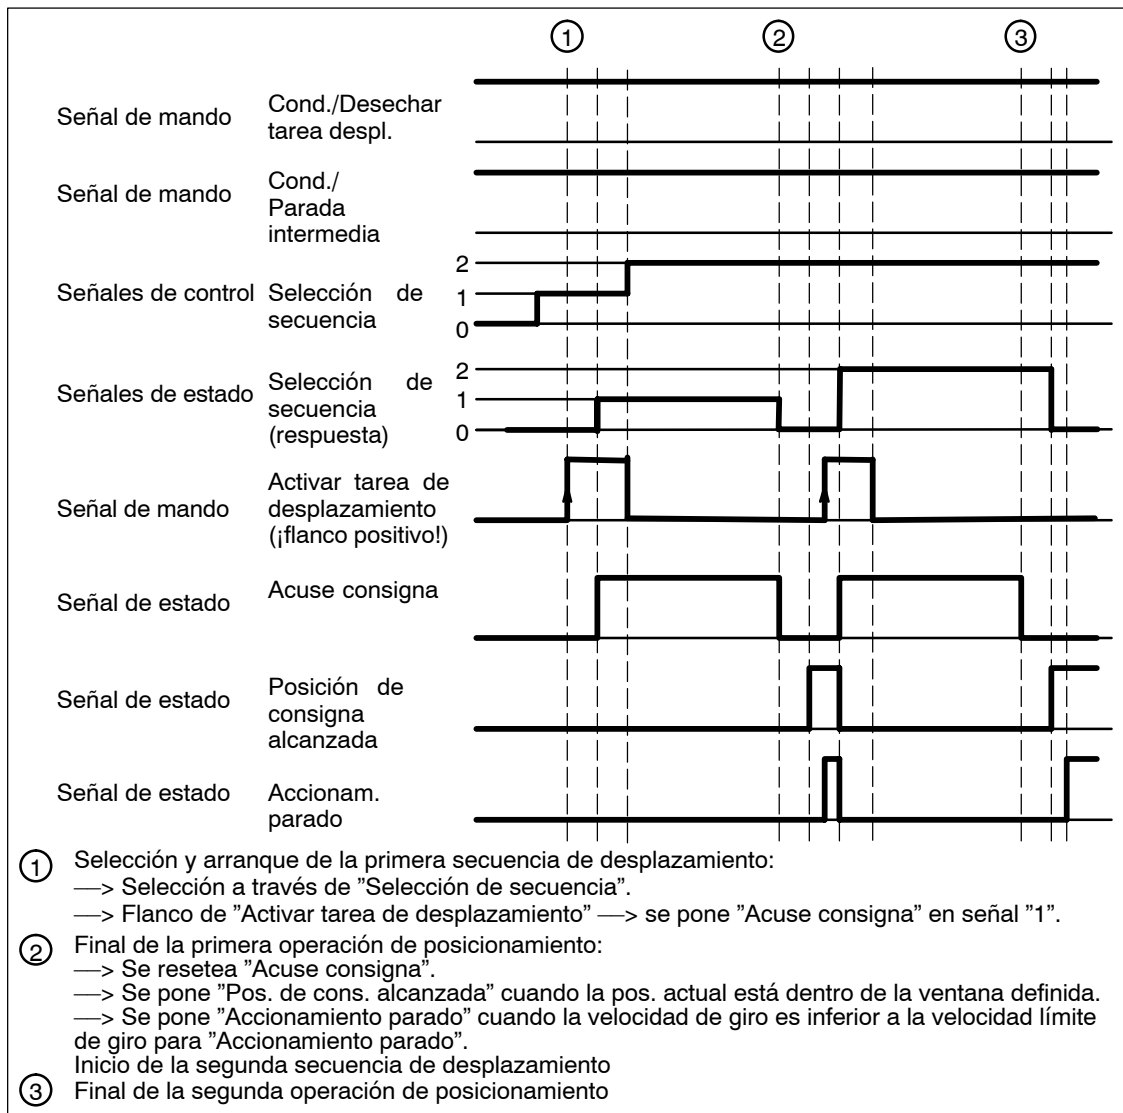 1 2 3
Señal de mando Cond./Desechar
tarea despl.
Señal de mando Cond./
Parada
intermedia
2
Señales de control Selección de 1
secuencia 0
Señales de estado Selección de 2
secuencia 1
(respuesta) 0
Señal de mando Activar tarea de
desplazamiento
(¡flanco positivo!)
Señal de estado Acuse consigna
Señal de estado Posición de
consigna
alcanzada
Señal de estado Accionam.
parado
1 Selección y arranque de la primera secuencia de desplazamiento:
—> Selección a través de ”Selección de secuencia”.
—> Flanco de ”Activar tarea de desplazamiento” —> se pone ”Acuse consigna” en señal ”1”.
2 Final de la primera operación de posicionamiento:
—> Se resetea ”Acuse consigna”.
—> Se pone ”Pos. de cons. alcanzada” cuando la pos. actual está dentro de la ventana definida.
—> Se pone ”Accionamiento parado” cuando la velocidad de giro es inferior a la velocidad límite
de giro para ”Accionamiento parado”.
Inicio de la segunda secuencia de desplazamiento
3 Final de la segunda operación de posicionamiento